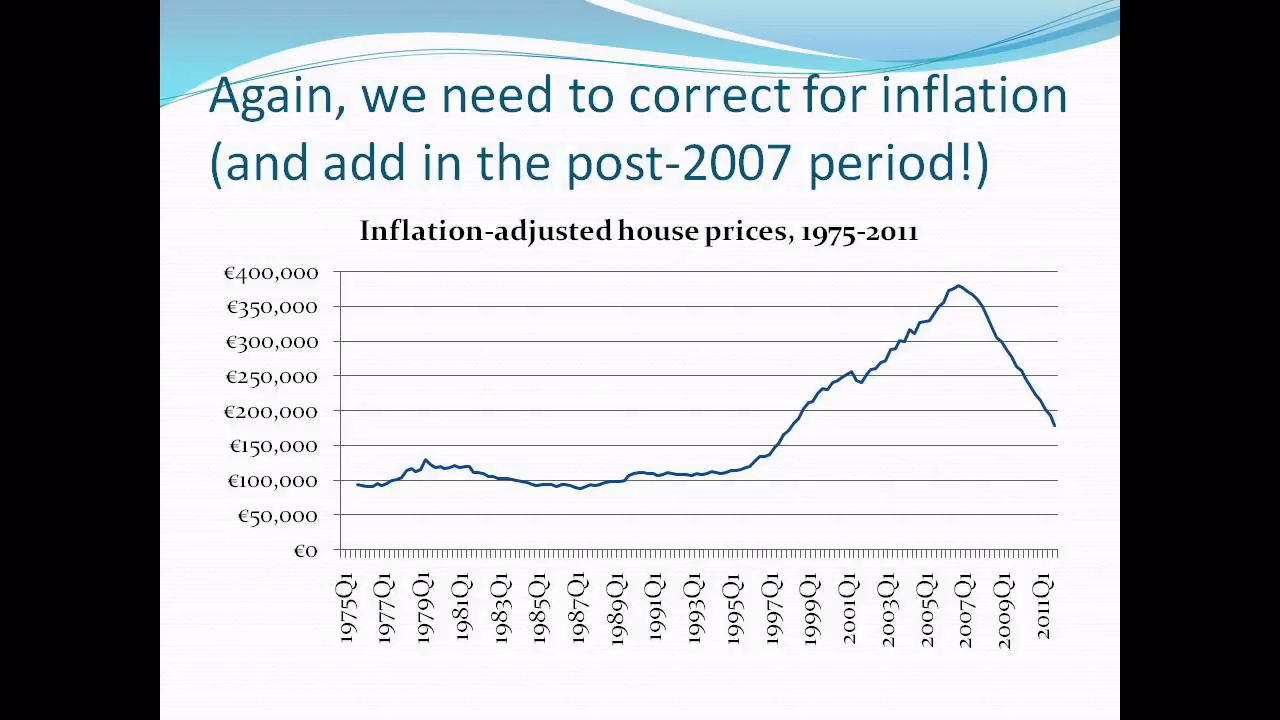 Again, we need to correct for inflation
(and add in the post-2007 period!)
Inflation-adjusted house prices, 1975-2011
€400,000
€350,000
€300,000
€250,000
€200,000
€150,000
€100,000
€50,000
€0
1975Q1
1977Q1
1979Q1
1981Q1
1983Q1
1985Q1
1987Q1
1989Q1
1991Q1
1993Q1
1995Q1
1997Q1
1999Q1
2001Q1
2003Q1
2005Q1
2007Q1
2009Q1
2011Q1